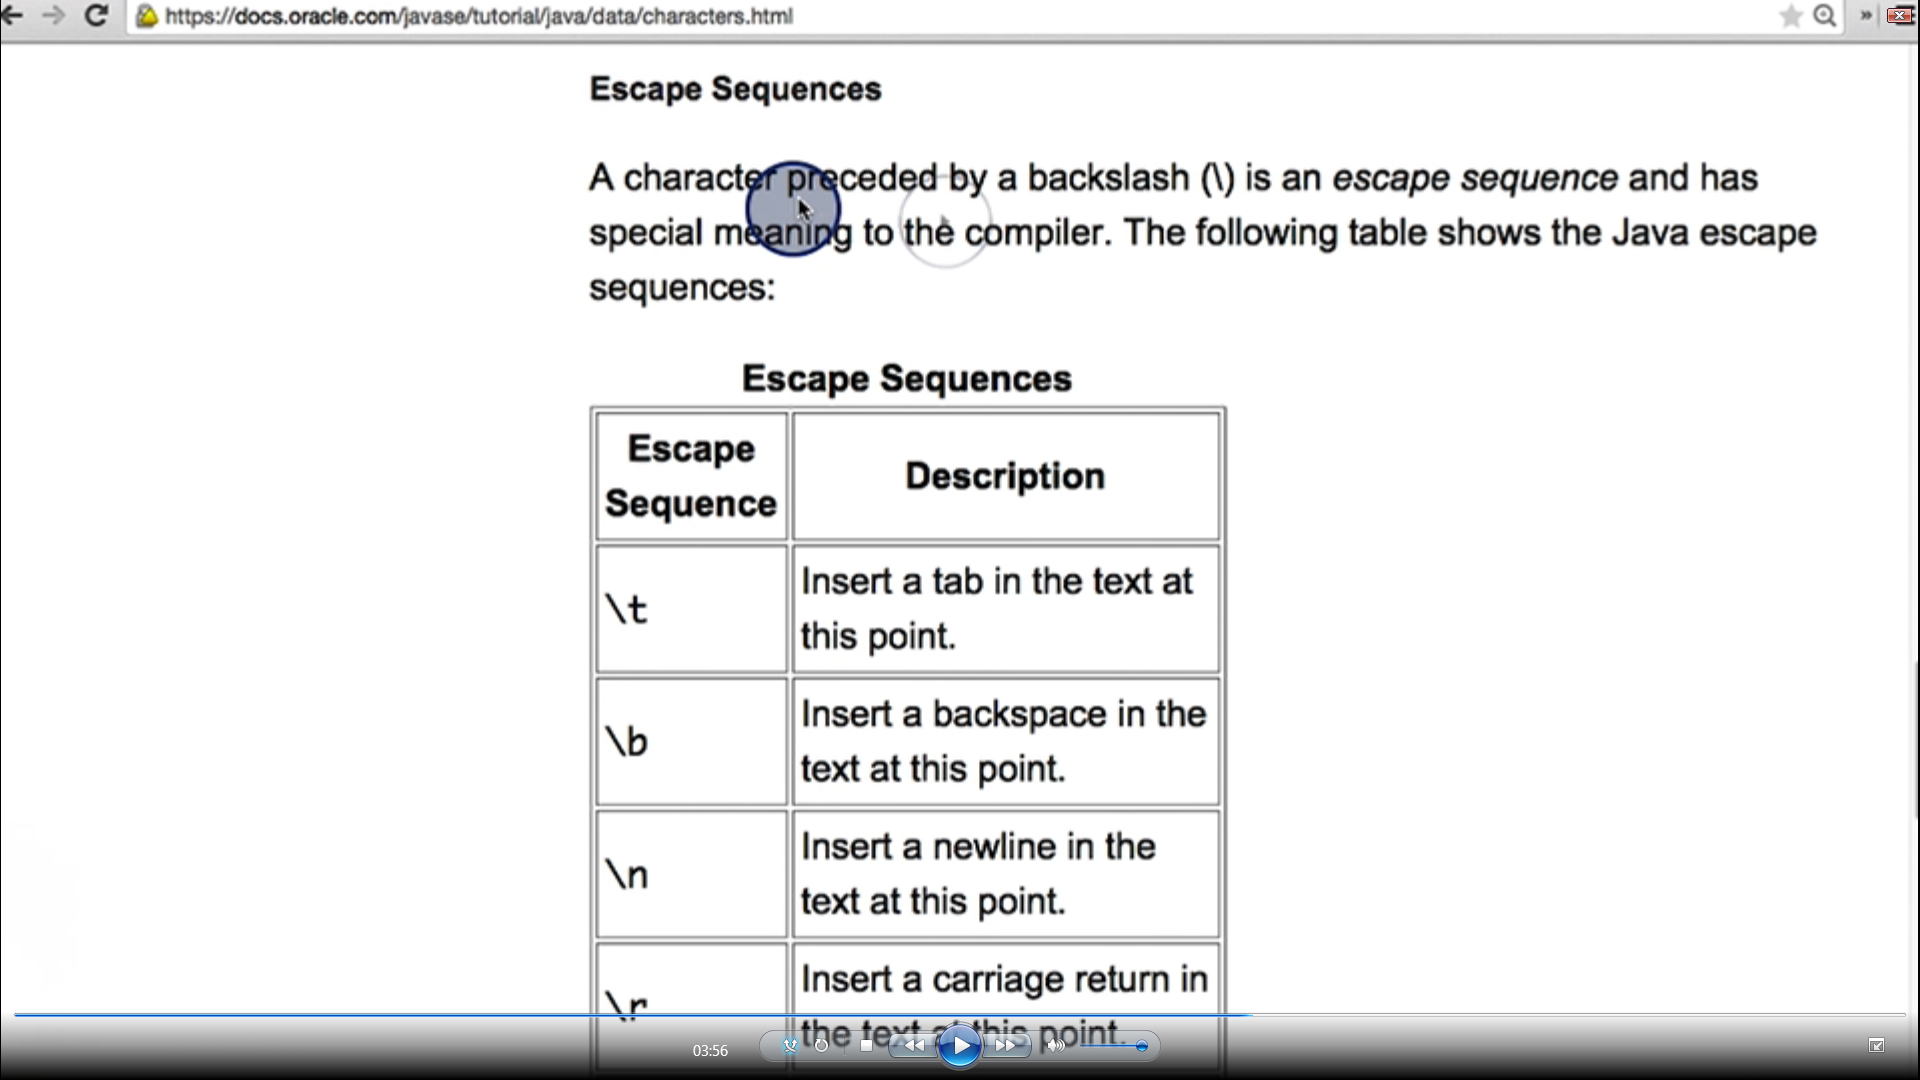 https://docs.oracle.com/javase/tutorial/java/data/characters.html
Escape Sequences
A character preceded by a backslash (\) is an escape sequence and has
special meaning to the compiler. The following table shows the Java escape
sequences:
Escape Sequences
Escape
Sequence
Description
\t
Insert a tab in the text at
this point.
\b
Insert a backspace in the
text at this point.
\n
Insert a newline in the
text at this point.
\r
Insert a carriage return in
the text at this point.
03:56